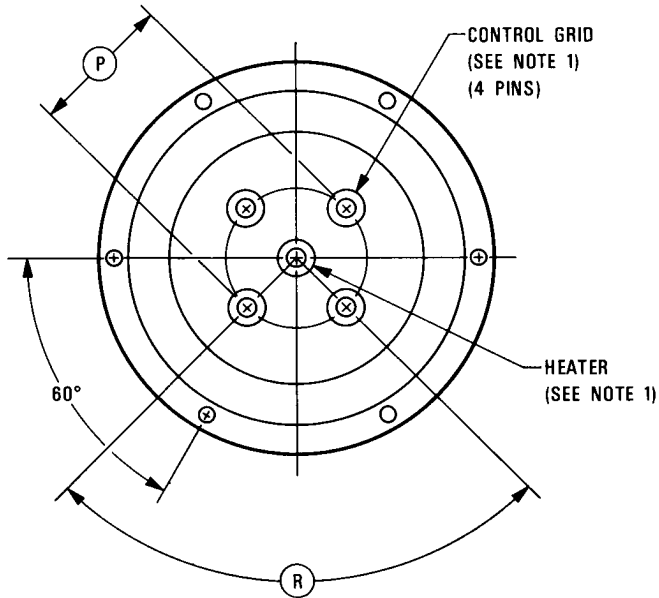 P
CONTROL GRID
(SEE NOTE 1)
(4 PINS)
HEATER
(SEE NOTE 1)
60°
R